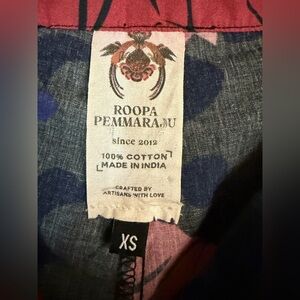 ROOPA
PEMMARAJU
since 2012
100% COTTON
MADE IN INDIA
CRAFTED BY
ARTISANS WITH LOVE
XS